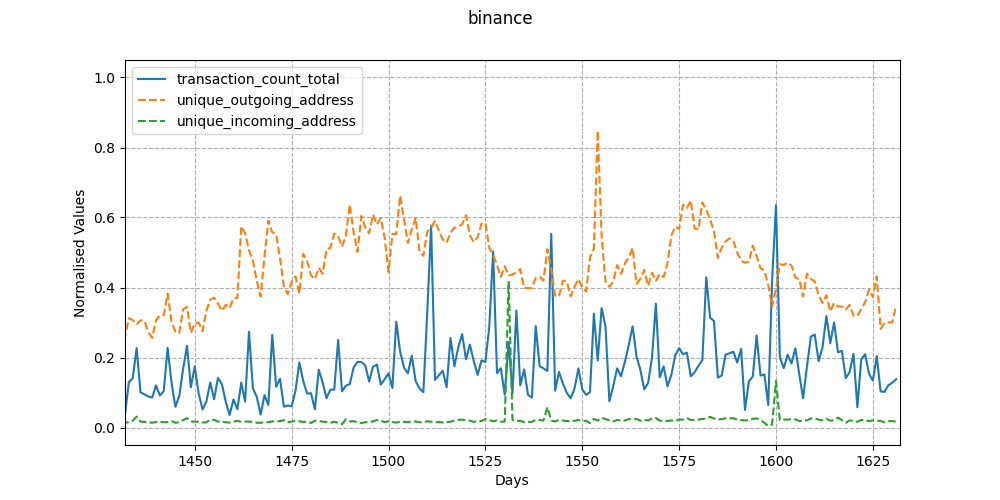 binance
transaction_count_total
unique_outgoing_address
unique_incoming_address
Normalised Values
1.0
0.8
0.6
0.4
0.2
0.0
1450 1475 1500 1525 1550 1575 1600 1625
Days